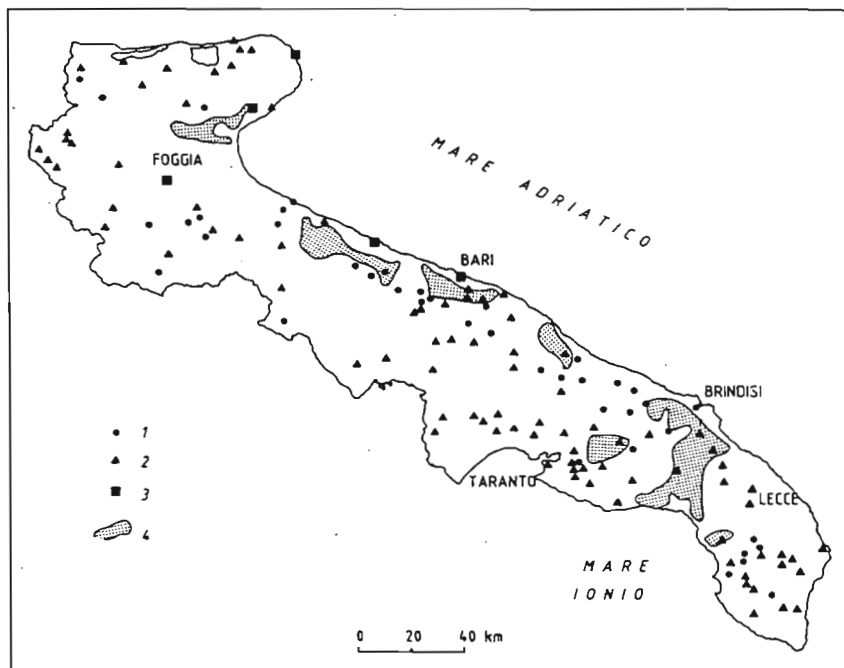 FOGGIA
MARE ADRIATICO
BARI
BRINDISI
TARANTO
LECCE
MARE
IONIO
1
2
3
4
0 20 40 km